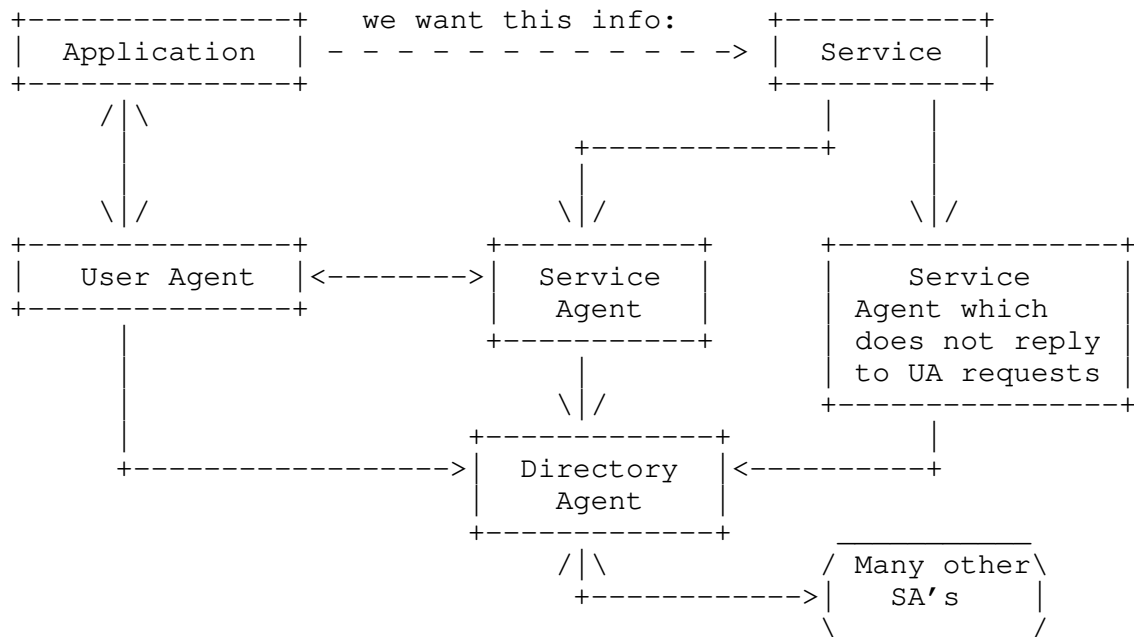 we want this info:
Application
Service
User Agent
Service
Agent
Service
Agent which
does not reply
to UA requests
Directory
Agent
Many other
SA's